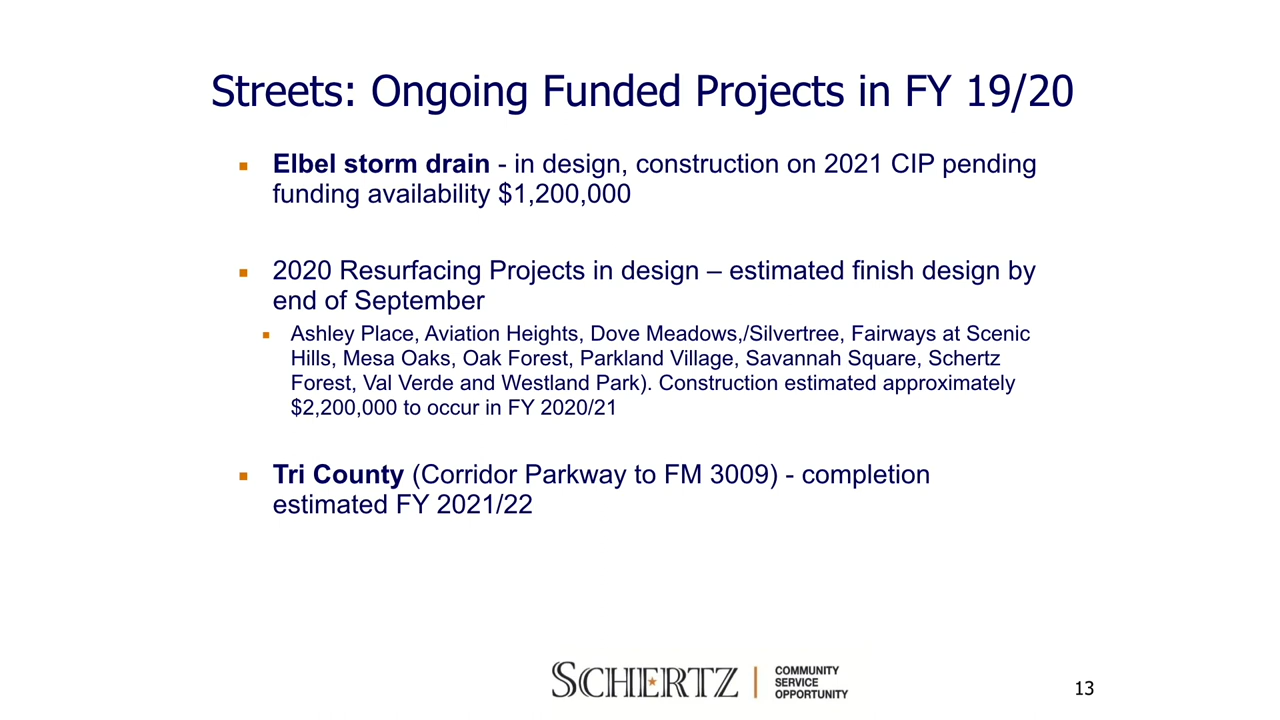 Streets: Ongoing Funded Projects in FY 19/20
Elbel storm drain - in design, construction on 2021 CIP pending
funding availability $1,200,000
2020 Resurfacing Projects in design – estimated finish design by
end of September
Ashley Place, Aviation Heights, Dove Meadows,/Silvertree, Fairways at Scenic
Hills, Mesa Oaks, Oak Forest, Parkland Village, Savannah Square, Schertz
Forest, Val Verde and Westland Park). Construction estimated approximately
$2,200,000 to occur in FY 2020/21
Tri County (Corridor Parkway to FM 3009) - completion
estimated FY 2021/22
SCHERTZ
COMMUNITY
SERVICE
OPPORTUNITY
13